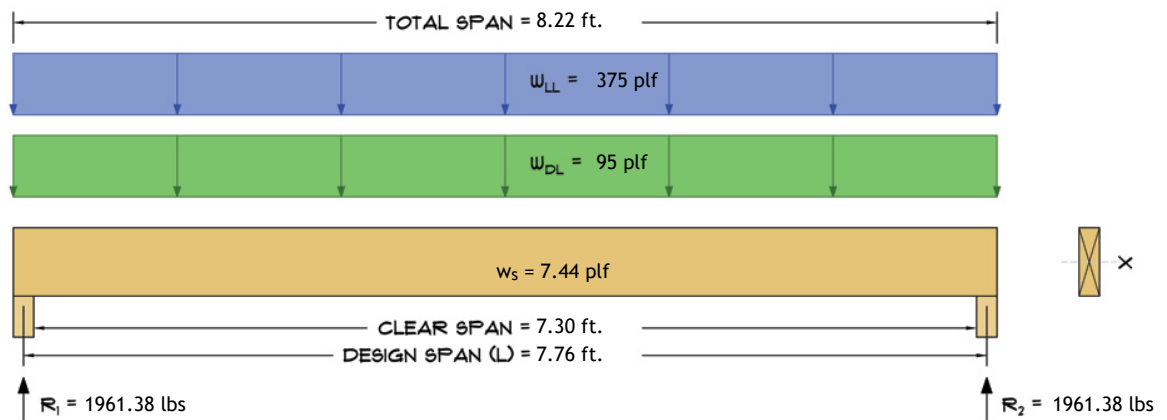 TOTAL SPAN = 8.22 ft.
WLL = 375 plf
WDL = 95 plf
ws = 7.44 plf
X
CLEAR SPAN = 7.30 ft.
DESIGN SPAN (L) = 7.76 ft.
R1 = 1961.38 lbs
R2 = 1961.38 lbs